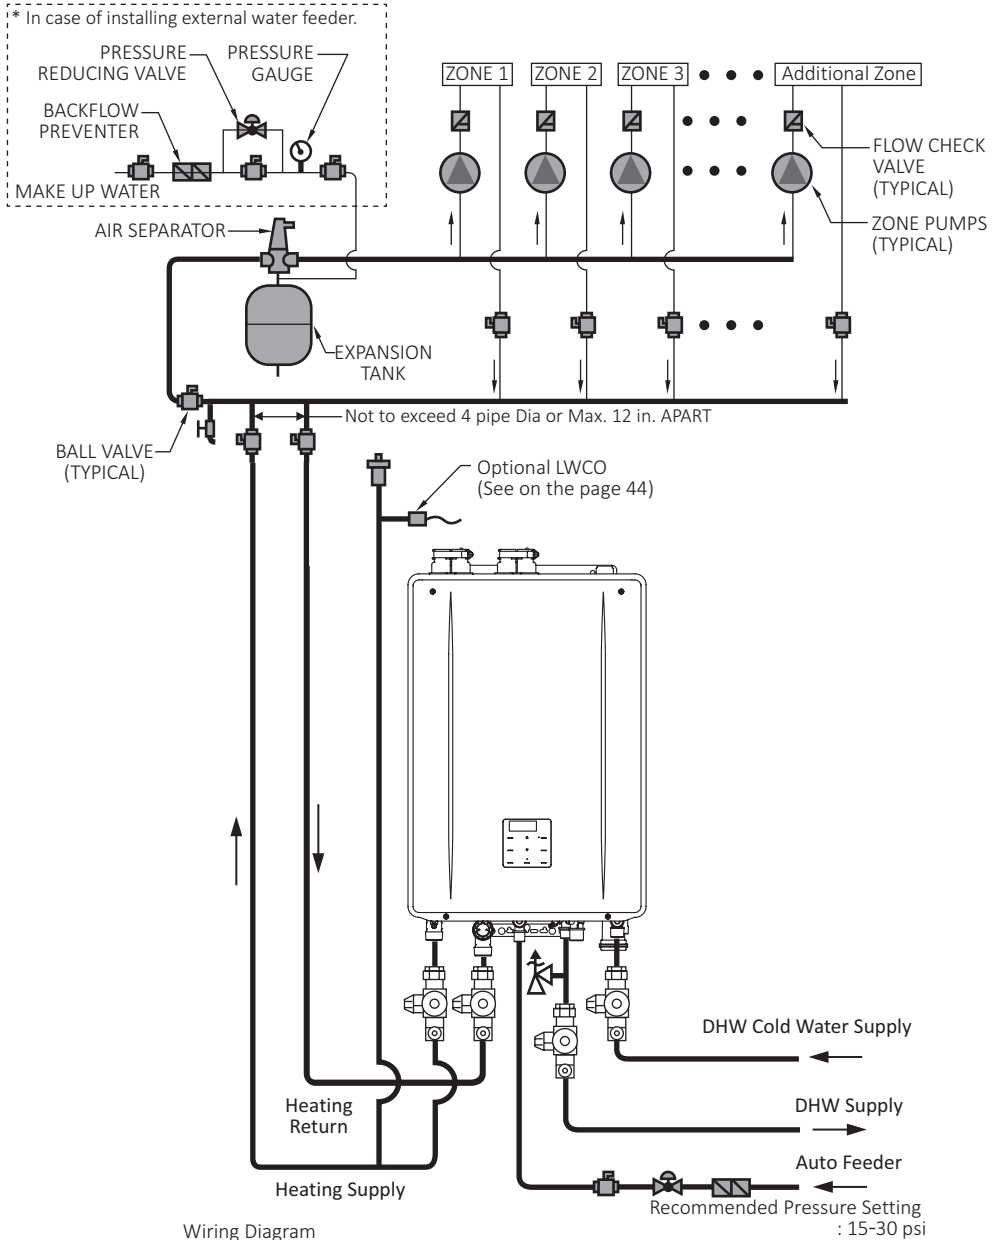 * In case of installing external water feeder.
PRESSURE
REDUCING VALVE
PRESSURE
GAUGE
BACKFLOW
PREVENTER
MAKE UP WATER
ZONE 1
ZONE 2
ZONE 3
Additional Zone
FLOW CHECK
VALVE
(TYPICAL)
ZONE PUMPS
(TYPICAL)
AIR SEPARATOR
EXPANSION
TANK
Not to exceed 4 pipe Dia or Max. 12 in. APART
BALL VALVE
(TYPICAL)
Optional LWCO
(See on the page 44)
DHW Cold Water Supply
Heating
Return
DHW Supply
Auto Feeder
Heating Supply
Recommended Pressure Setting
: 15-30 psi
Wiring Diagram